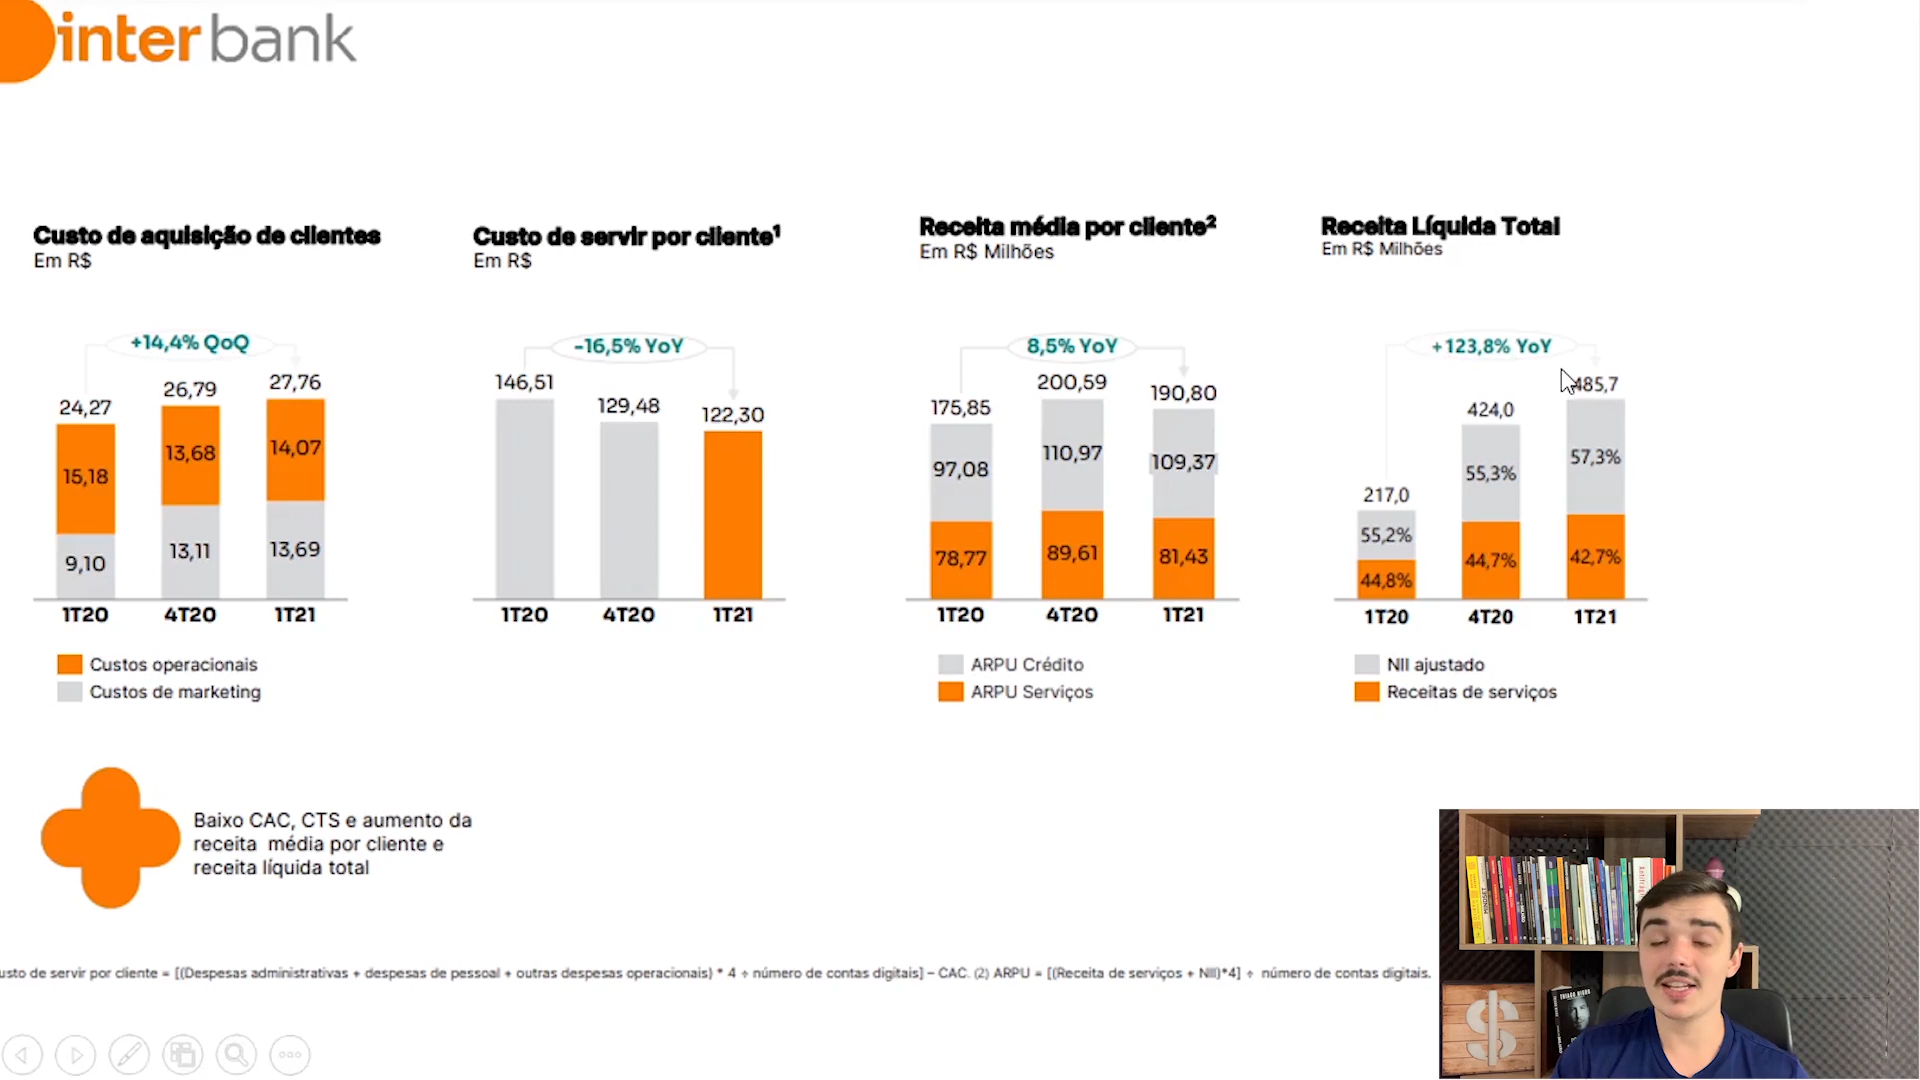 inter bank
Custo de aquisição de clientes
Em R$
+14,4% QoQ
24,27
26,79
27,76
15,18
13,68
14,07
9,10
13,11
13,69
1T20
4T20
1T21
Custos operacionais
Custos de marketing
Custo de servir por cliente¹
Em R$
-16,5% YoY
146,51
129,48
122,30
1T20
4T20
1T21
Receita média por cliente²
Em R$ Milhões
8,5% YoY
175,85
200,59
190,80
97,08
110,97
109,37
78,77
89,61
81,43
1T20
4T20
1T21
ARPU Crédito
ARPU Serviços
Receita Líquida Total
Em R$ Milhões
+123,8% YoY
217,0
424,0
485,7
55,2%
55,3%
57,3%
44,8%
44,7%
42,7%
1T20
4T20
1T21
NII ajustado
Receitas de serviços
Baixo CAC, CTS e aumento da
receita média por cliente e
receita líquida total
usto de servir por cliente = [(Despesas administrativas + despesas de pessoal + outras despesas operacionais) * 4 ÷ número de contas digitais] – CAC. (2) ARPU = [(Receita de serviços + NII)*4] ÷ número de contas digitais.
MINDSET
THIAGO NIGRO
$